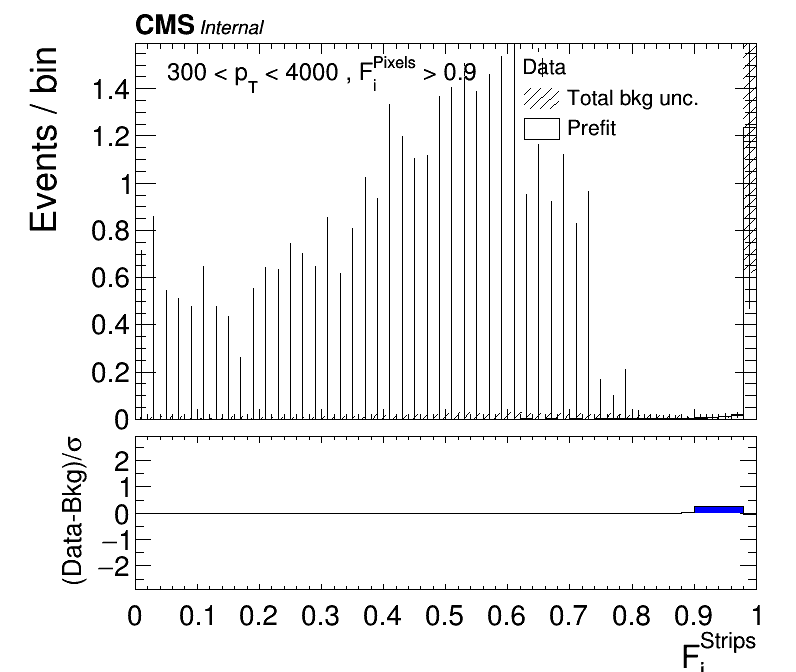 CMS Internal
300 < p_T < 4000 , F_i^Pixels > 0.9
Data
Total bkg unc.
Prefit
Events / bin
1.4
1.2
1
0.8
0.6
0.4
0.2
0
(Data-Bkg)/σ
2
1
0
−1
−2
0 0.1 0.2 0.3 0.4 0.5 0.6 0.7 0.8 0.9 1
F_i^Strips